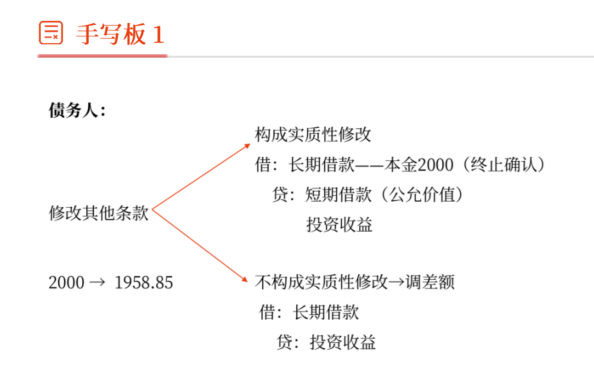 手写板 1
债务人：
构成实质性修改
借：长期借款——本金2000（终止确认）
贷：短期借款（公允价值）
投资收益
修改其他条款
2000 → 1958.85
不构成实质性修改→调差额
借：长期借款
贷：投资收益